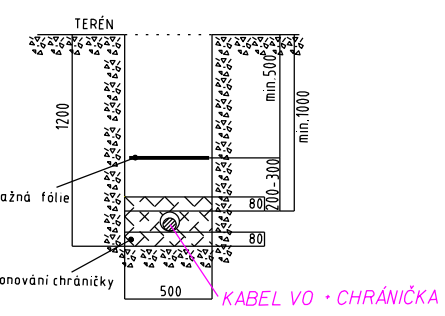 TERÉN
min.500
min.1000
1200
200-300
ažná fólie
80
80
onování chráničky
500
KABEL VO + CHRÁNIČKA